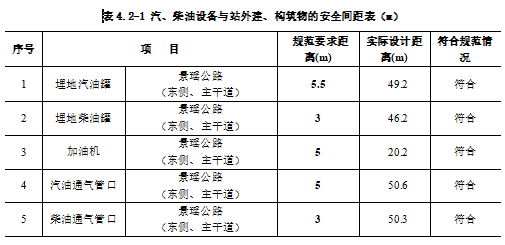 表 4.2-1 汽、柴油设备与站外建、构筑物的安全间距表（m）
序号 项 目 规范要求距离(m) 实际设计距离(m) 符合规范情况
1 埋地汽油罐 景瑶公路（东侧、主干道） 5.5 49.2 符合
2 埋地柴油罐 景瑶公路（东侧、主干道） 3 46.2 符合
3 加油机 景瑶公路（东侧、主干道） 5 20.2 符合
4 汽油通气管口 景瑶公路（东侧、主干道） 5 50.6 符合
5 柴油通气管口 景瑶公路（东侧、主干道） 3 50.3 符合